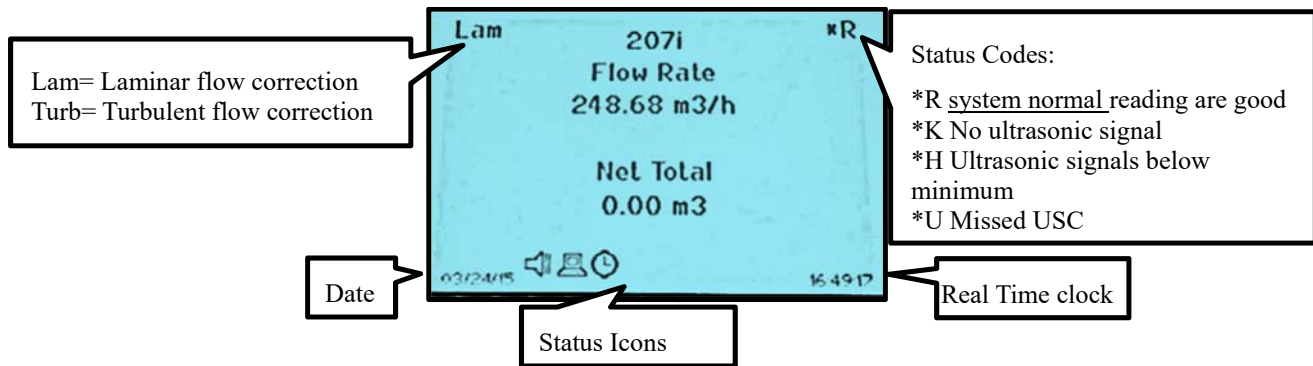 Lam= Laminar flow correction
Turb= Turbulent flow correction
Lam
*R
207i
Flow Rate
248.68 m3/h
Net Total
0.00 m3
03/24/15
16:49:17
Status Codes:
*R system normal reading are good
*K No ultrasonic signal
*H Ultrasonic signals below
minimum
*U Missed USC
Date
Status Icons
Real Time clock